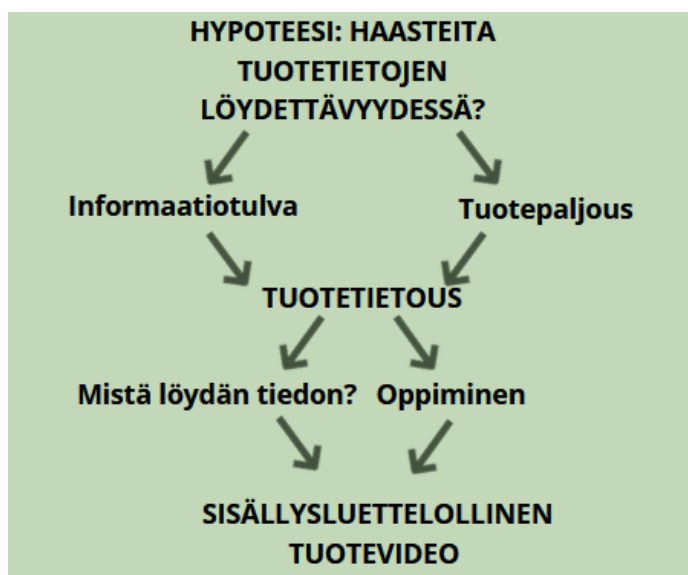 HYPOTEESI: HAASTEITA
TUOTETIETOJEN
LÖYDETTÄVYYDESSÄ?
Informaatiotulva
Tuotepaljous
TUOTETIETOUS
Mistä löydän tiedon?
Oppiminen
SISÄLLYSLUETTELOLLINEN
TUOTEVIDEO